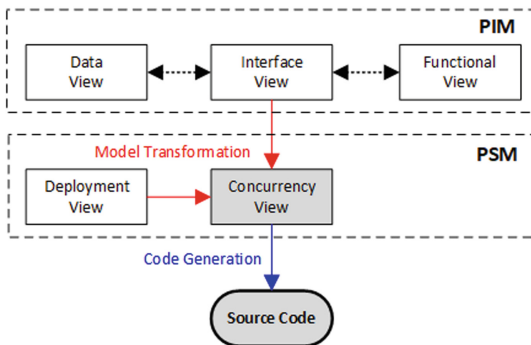 PIM
Data
View
Interface
View
Functional
View
Model Transformation
PSM
Deployment
View
Concurrency
View
Code Generation
Source Code